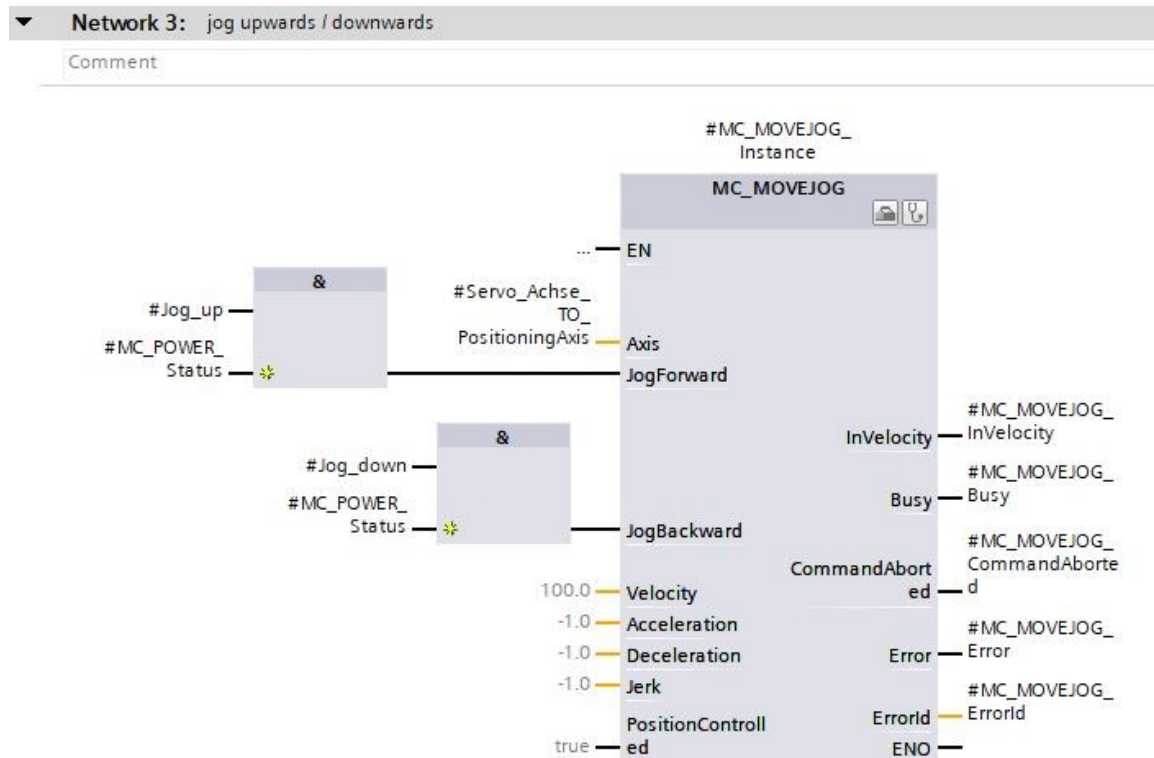 Network 3: jog upwards / downwards
Comment
#MC_MOVEJOG_
Instance
MC_MOVEJOG
... EN
&
#Jog_up
#MC_POWER_
Status
#Servo_Achse_
TO_
PositioningAxis
Axis
JogForward
&
#Jog_down
#MC_POWER_
Status
JogBackward
InVelocity
#MC_MOVEJOG_
InVelocity
Busy
#MC_MOVEJOG_
Busy
CommandAbort
ed
#MC_MOVEJOG_
CommandAborte
d
100.0 Velocity
-1.0 Acceleration
-1.0 Deceleration
-1.0 Jerk
PositionControll
true ed
Error
#MC_MOVEJOG_
Error
ErrorId
#MC_MOVEJOG_
ErrorId
ENO